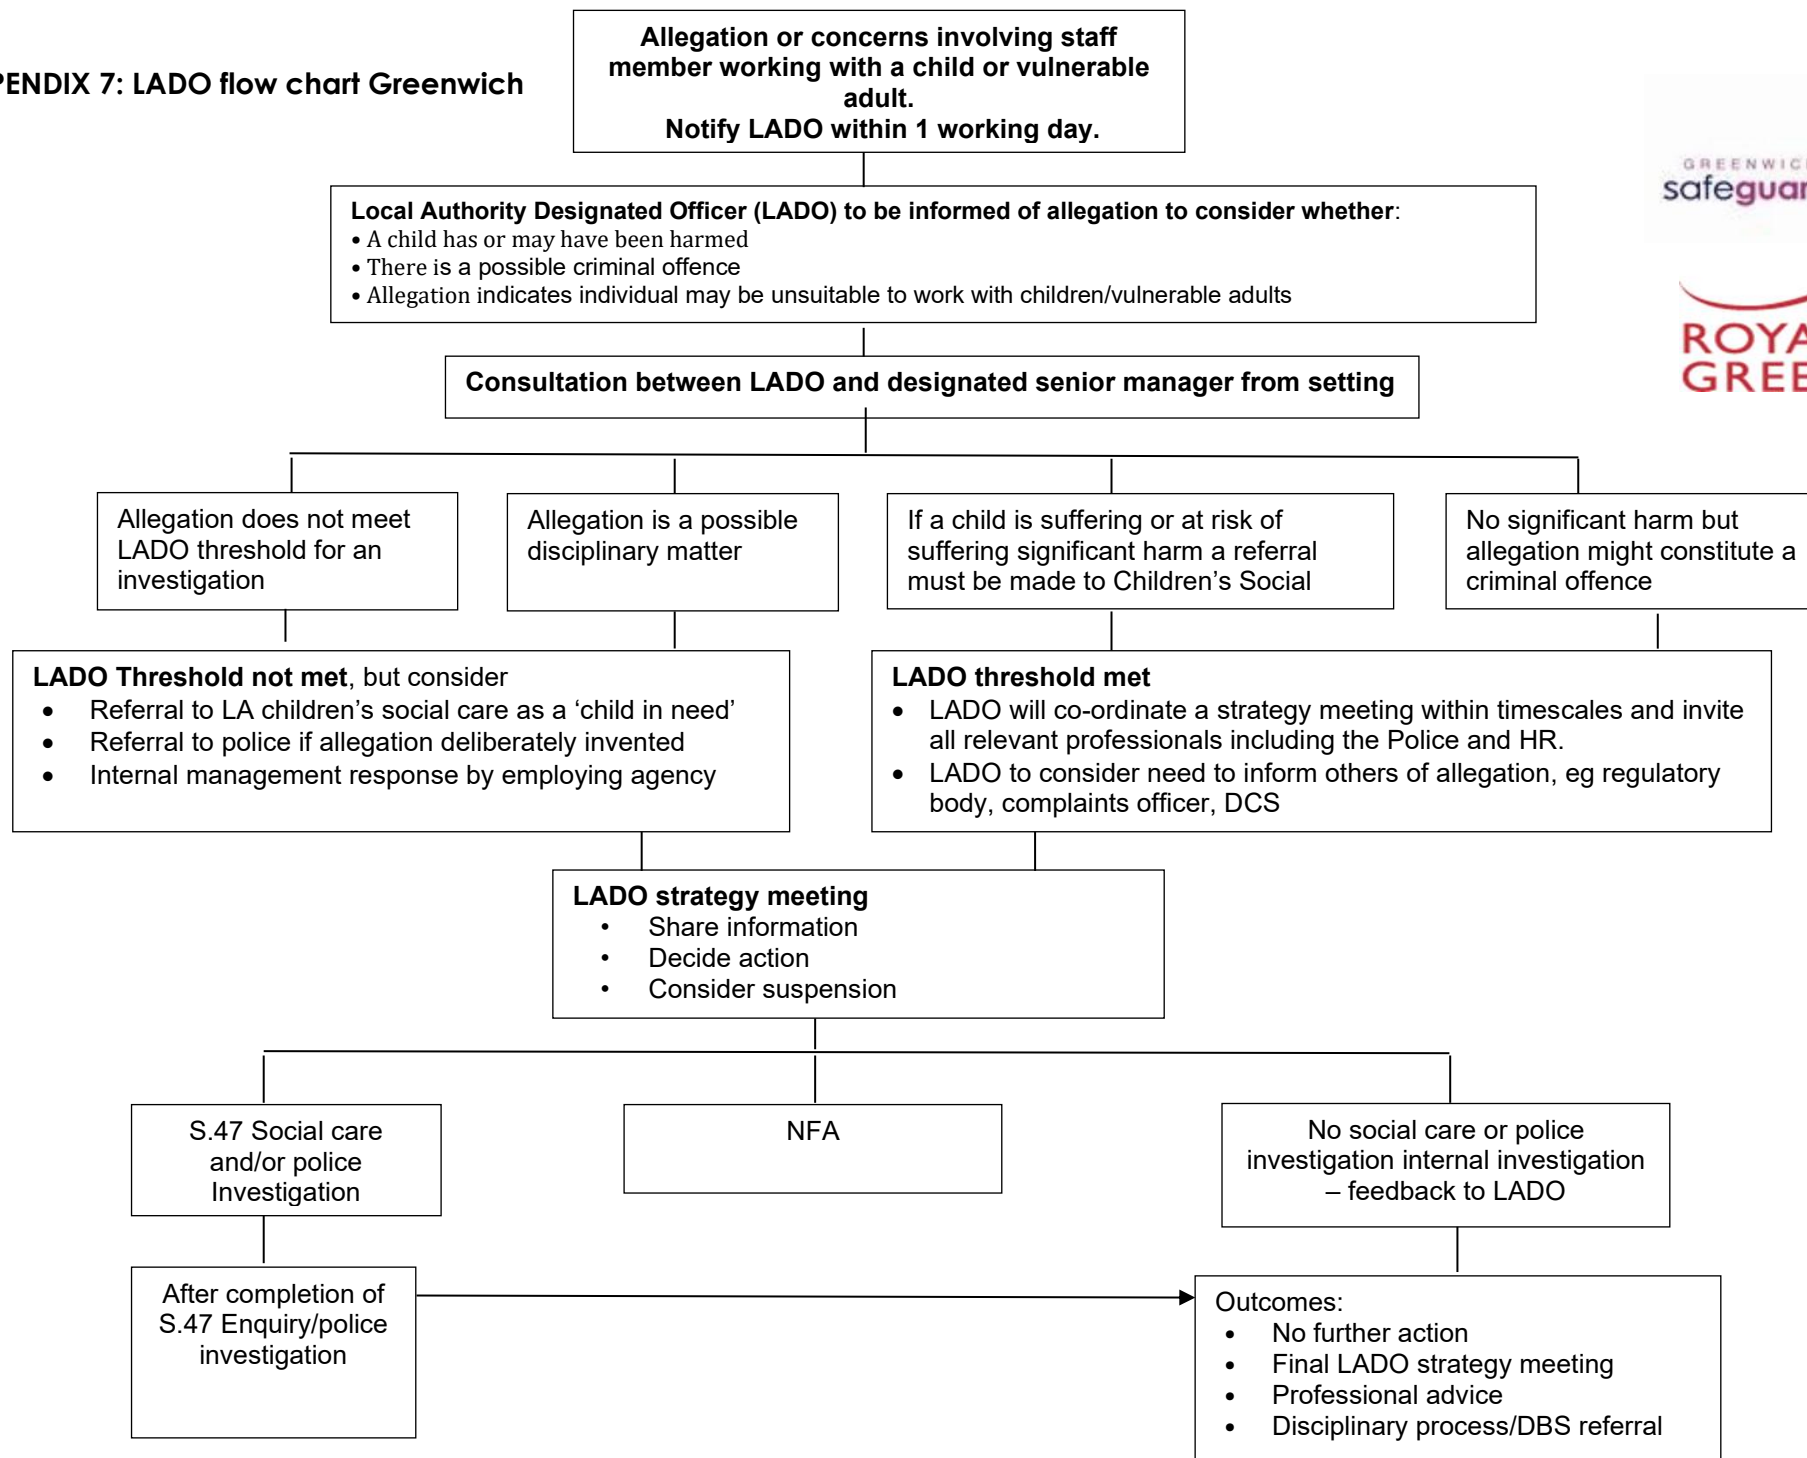 PENDIX 7: LADO flow chart Greenwich
Allegation or concerns involving staff
member working with a child or vulnerable
adult.
Notify LADO within 1 working day.
GREENWIC
safeguar
ROYA
GREE
Local Authority Designated Officer (LADO) to be informed of allegation to consider whether:
• A child has or may have been harmed
• There is a possible criminal offence
• Allegation indicates individual may be unsuitable to work with children/vulnerable adults
Consultation between LADO and designated senior manager from setting
Allegation does not meet
LADO threshold for an
investigation
Allegation is a possible
disciplinary matter
If a child is suffering or at risk of
suffering significant harm a referral
must be made to Children’s Social
No significant harm but
allegation might constitute a
criminal offence
LADO Threshold not met, but consider
• Referral to LA children’s social care as a ‘child in need’
• Referral to police if allegation deliberately invented
• Internal management response by employing agency
LADO threshold met
• LADO will co-ordinate a strategy meeting within timescales and invite
all relevant professionals including the Police and HR.
• LADO to consider need to inform others of allegation, eg regulatory
body, complaints officer, DCS
LADO strategy meeting
• Share information
• Decide action
• Consider suspension
S.47 Social care
and/or police
Investigation
NFA
No social care or police
investigation internal investigation
– feedback to LADO
After completion of
S.47 Enquiry/police
investigation
Outcomes:
• No further action
• Final LADO strategy meeting
• Professional advice
• Disciplinary process/DBS referral